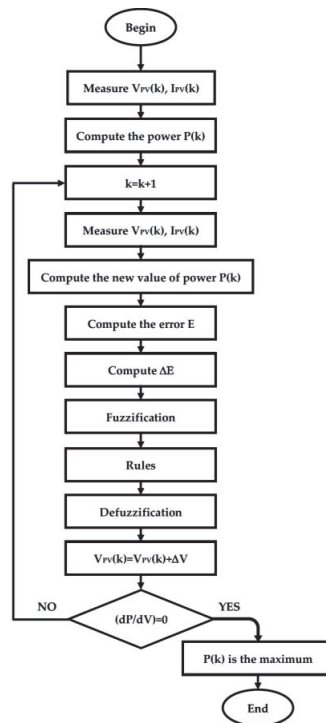 Begin
Measure VPV(k), IPV(k)
Compute the power P(k)
k=k+1
Measure VPV(k), IPV(k)
Compute the new value of power P(k)
Compute the error E
Compute ΔE
Fuzzification
Rules
Defuzzification
VPV(k)=VPV(k)+ΔV
NO
(dP/dV)=0
YES
P(k) is the maximum
End